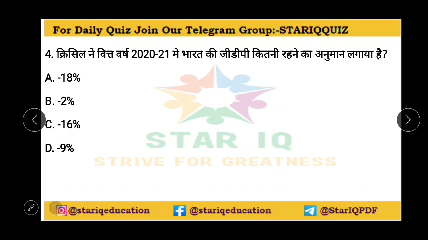 For Daily Quiz Join Our Telegram Group:-STARIQQUIZ
4. क्रिसिल ने वित्त वर्ष 2020-21 मे भारत की जीडीपी कितनी रहने का अनुमान लगाया है?
A. -18%
B. -2%
C. -16%
D. -9%
STAR IQ
STRIVE FOR GREATNESS
@stariqeducation @stariqeducation @StarIQPDF